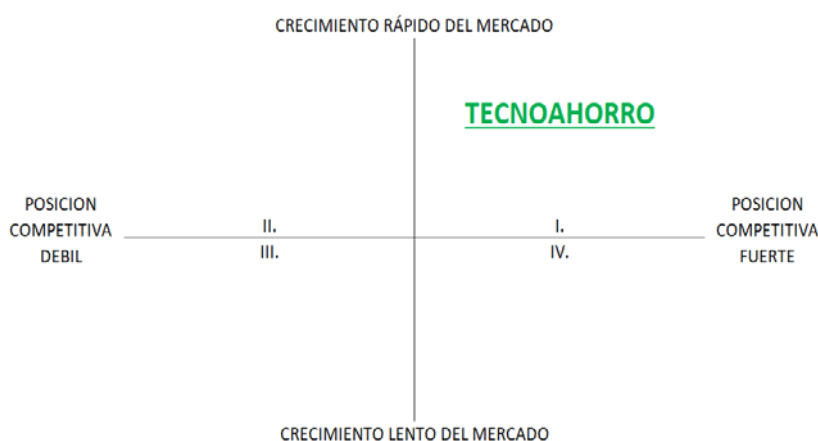 CRECIMIENTO RÁPIDO DEL MERCADO
TECNOAHORRO
POSICION
COMPETITIVA
DEBIL
II.
I.
III.
IV.
POSICION
COMPETITIVA
FUERTE
CRECIMIENTO LENTO DEL MERCADO